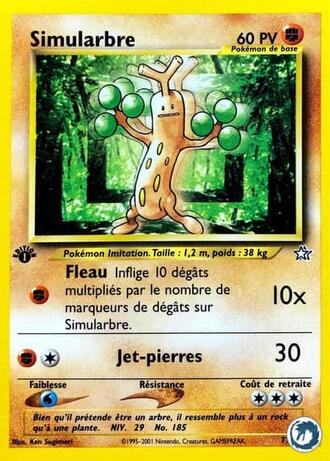 Simularbre 60 PV
Pokémon de base
Pokémon Imitation. Taille : 1,2 m, poids : 38 kg
EDITION 1
Fleau Inflige 10 dégâts
multipliés par le nombre de
marqueurs de dégâts sur
Simularbre.
10x
Jet-pierres 30
Faiblesse Résistance Coût de retraite
Bien qu'il prétende être un arbre, il ressemble plus à un rock
qu'à une plante. NIV. 29 No. 185
Illus. Ken Sugimori ©1995-2001 Nintendo, Creatures, GAMEFREAK.